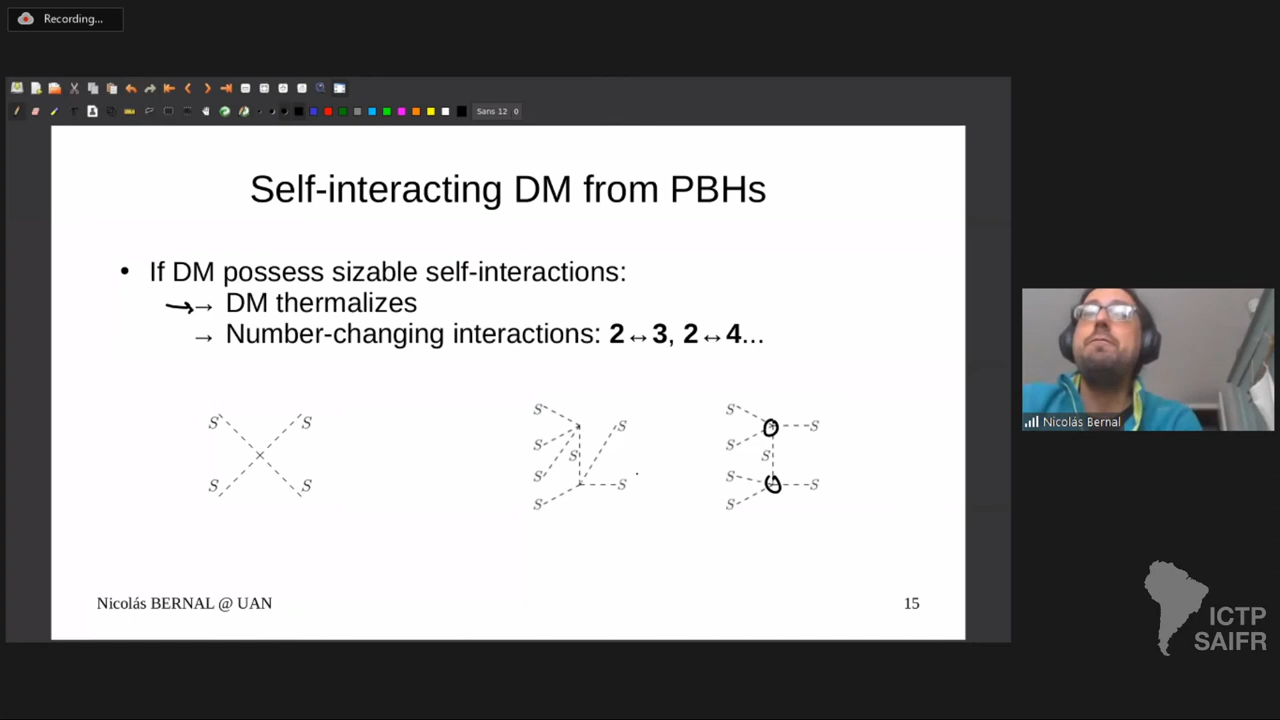 Recording...
Sans 12 0
Self-interacting DM from PBHs
• If DM possess sizable self-interactions:
→ DM thermalizes
→ Number-changing interactions: 2↔3, 2↔4...
S S
S S
S S
S S
S S
S
S S
S S
S S
S S
S
Nicolás BERNAL @ UAN
15
Nicolás Bernal
ICTP
SAIFR